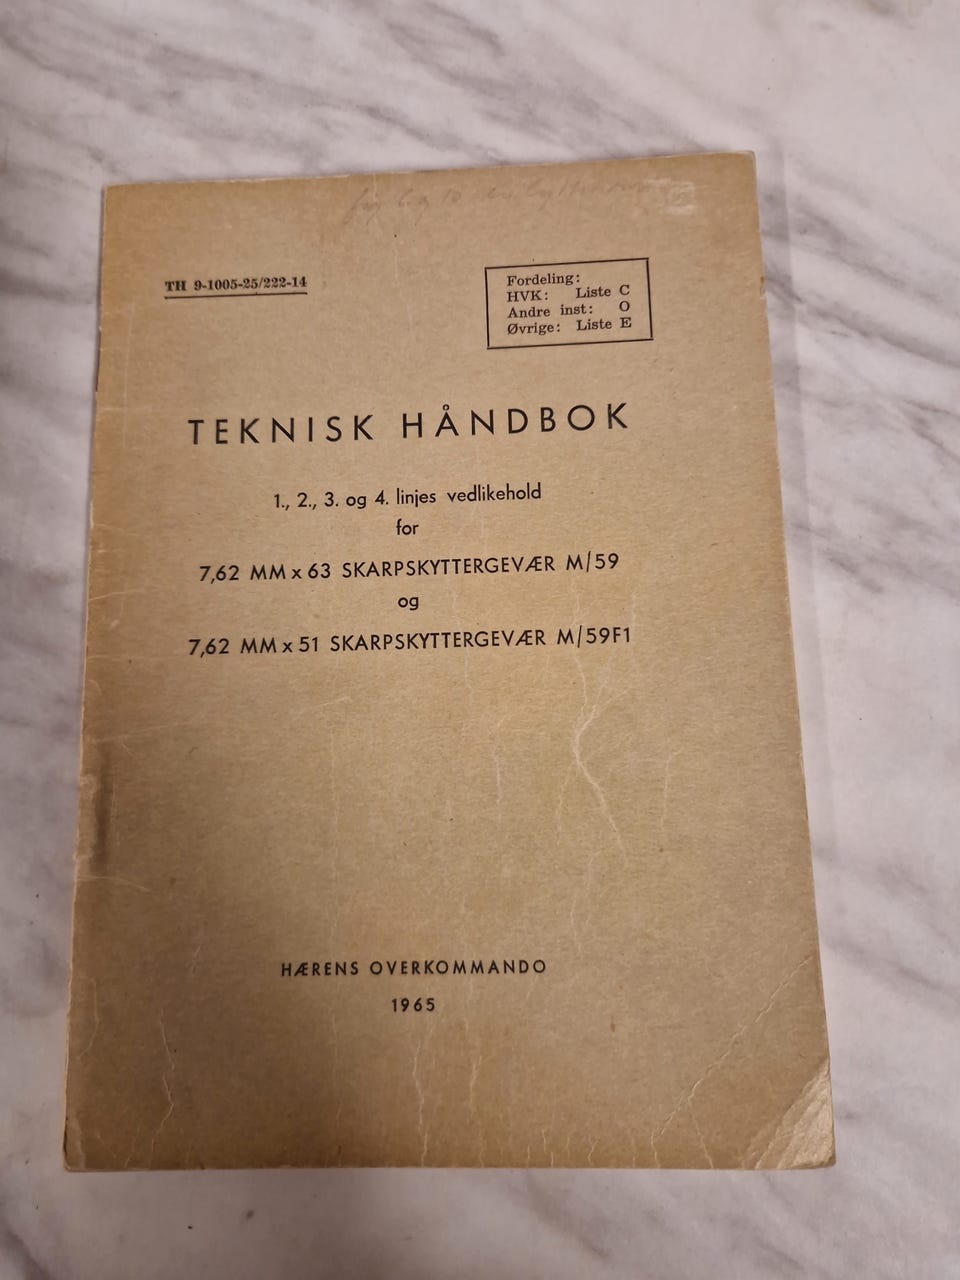 TH 9-1005-25/222-14
Fordeling:
HVK: Liste C
Andre inst: O
Øvrige: Liste E
TEKNISK HÅNDBOK
1., 2., 3. og 4. linjes vedlikehold
for
7,62 MM x 63 SKARPSKYTTERGEVÆR M/59
og
7,62 MM x 51 SKARPSKYTTERGEVÆR M/59F1
HÆRENS OVERKOMMANDO
1965